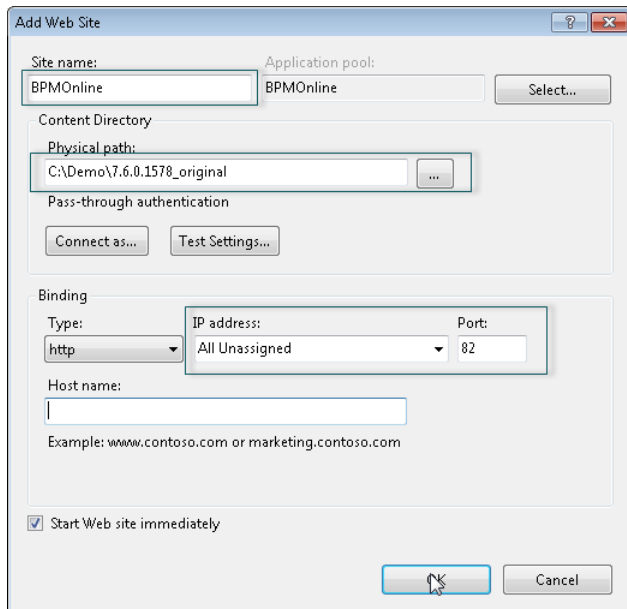 Add Web Site
Site name:
Application pool:
BPMOnline
BPMOnline
Select...
Content Directory
Physical path:
C:\Demo\7.6.0.1578_original
...
Pass-through authentication
Connect as...
Test Settings...
Binding
Type:
IP address:
Port:
http
All Unassigned
82
Host name:
Example: www.contoso.com or marketing.contoso.com
Start Web site immediately
OK
Cancel